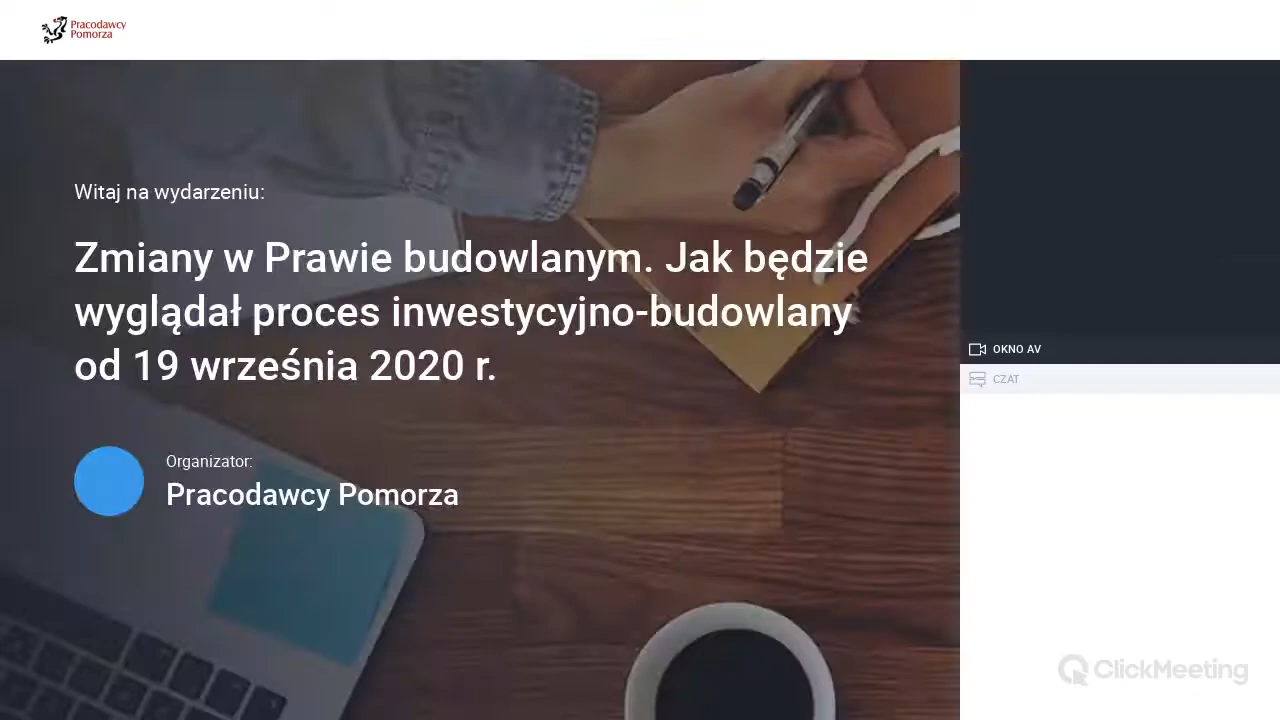 Pracodawcy
Pomorza
Witaj na wydarzeniu:
Zmiany w Prawie budowlanym. Jak będzie
wyglądał proces inwestycyjno-budowlany
od 19 września 2020 r.
Organizator:
Pracodawcy Pomorza
OKNO AV
CZAT
ClickMeeting